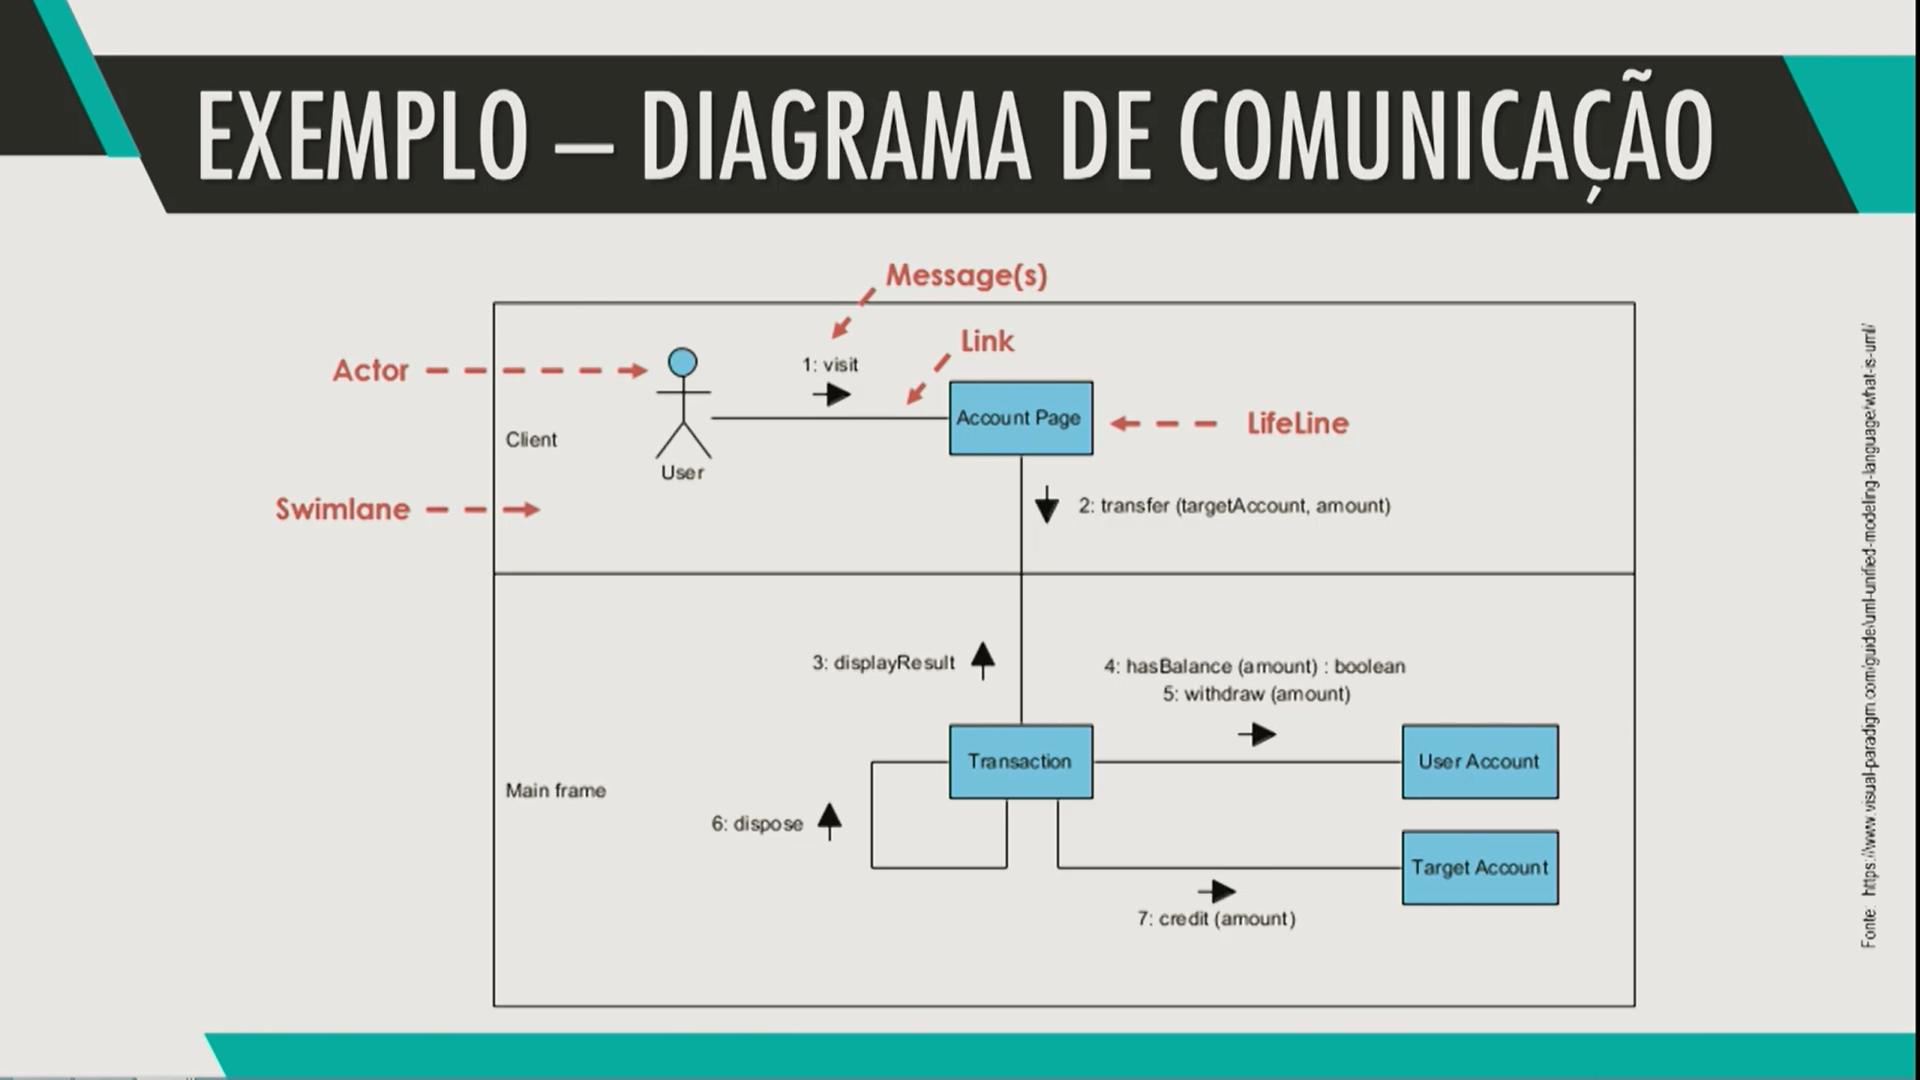 EXEMPLO – DIAGRAMA DE COMUNICAÇÃO
Message(s)
Link
Actor
1: visit
Account Page
LifeLine
Client
User
Swimlane
2: transfer (targetAccount, amount)
3: displayResult
4: hasBalance (amount) : boolean
5: withdraw (amount)
Transaction
User Account
Main frame
6: dispose
Target Account
7: credit (amount)
Fonte: https://www.visual-paradigm.com/guide/uml-unified-modeling-language/what-is-uml/